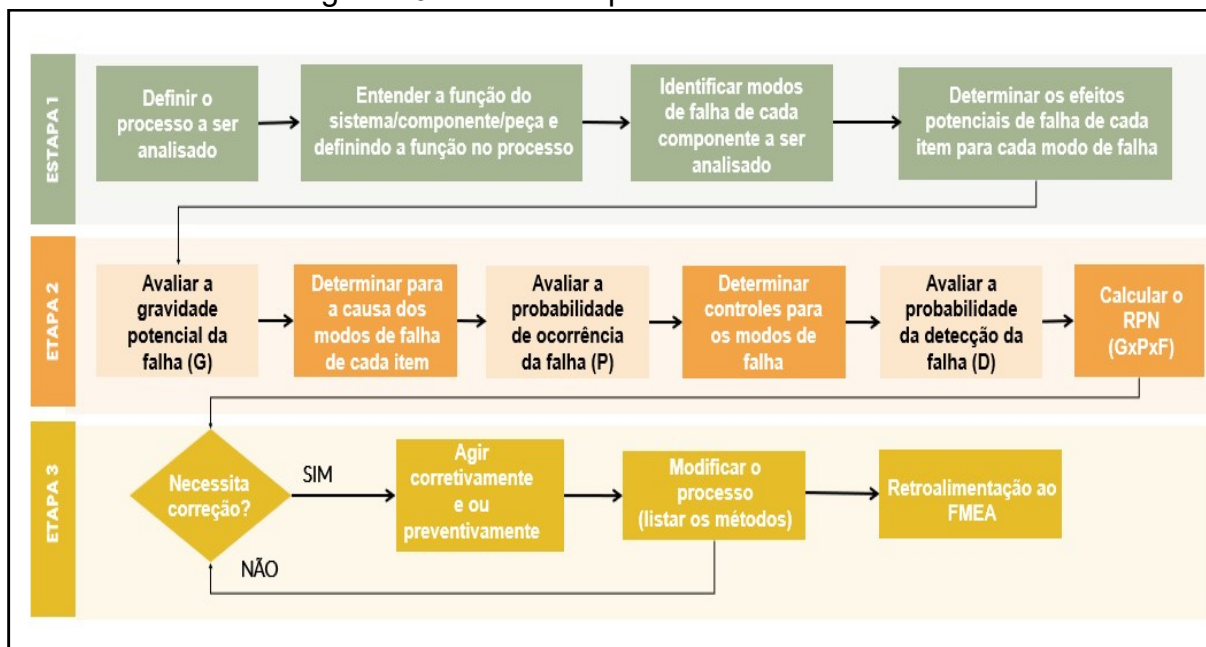 ESTAPA 1
Definir o
processo a ser
analisado
Entender a função do
sistema/componente/peça e
definindo a função no processo
Identificar modos
de falha de cada
componente a ser
analisado
Determinar os efeitos
potenciais de falha de cada
item para cada modo de falha
ETAPA 2
Avaliar a
gravidade
potencial da
falha (G)
Determinar para
a causa dos
modos de falha
de cada item
Avaliar a
probabilidade
de ocorrência
da falha (P)
Determinar
controles para
os modos de
falha
Avaliar a
probabilidade
da detecção da
falha (D)
Calcular o
RPN
(GxPxF)
ETAPA 3
Necessita
correção?
SIM
NÃO
Agir
corretivamente
e ou
preventivamente
Modificar o
processo
(listar os métodos)
Retroalimentação ao
FMEA